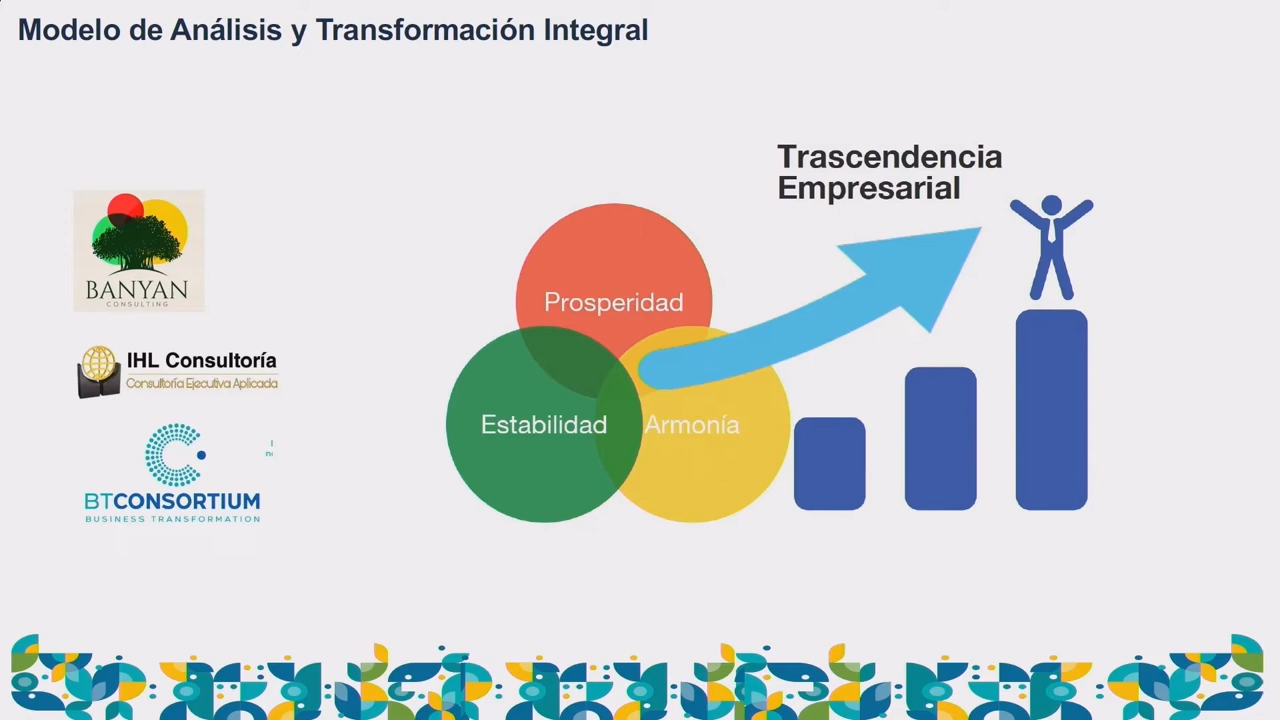 Modelo de Análisis y Transformación Integral
Trascendencia
Empresarial
BANYAN
CONSULTING
Prosperidad
IHL Consultoría
Consultoría Ejecutiva Aplicada
Estabilidad
Armonía
BTCONSORTIUM
BUSINESS TRANSFORMATION